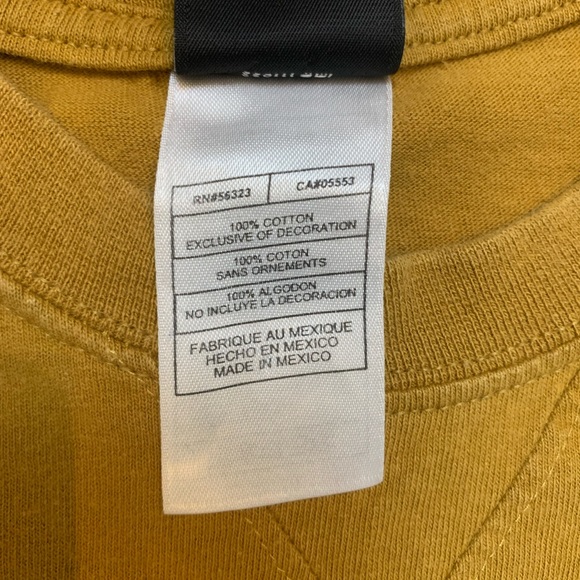 RN#56323 CA#05553
100% COTTON
EXCLUSIVE OF DECORATION
100% COTON
SANS ORNEMENTS
100% ALGODON
NO INCLUYE LA DECORACION
FABRIQUE AU MEXIQUE
HECHO EN MEXICO
MADE IN MEXICO